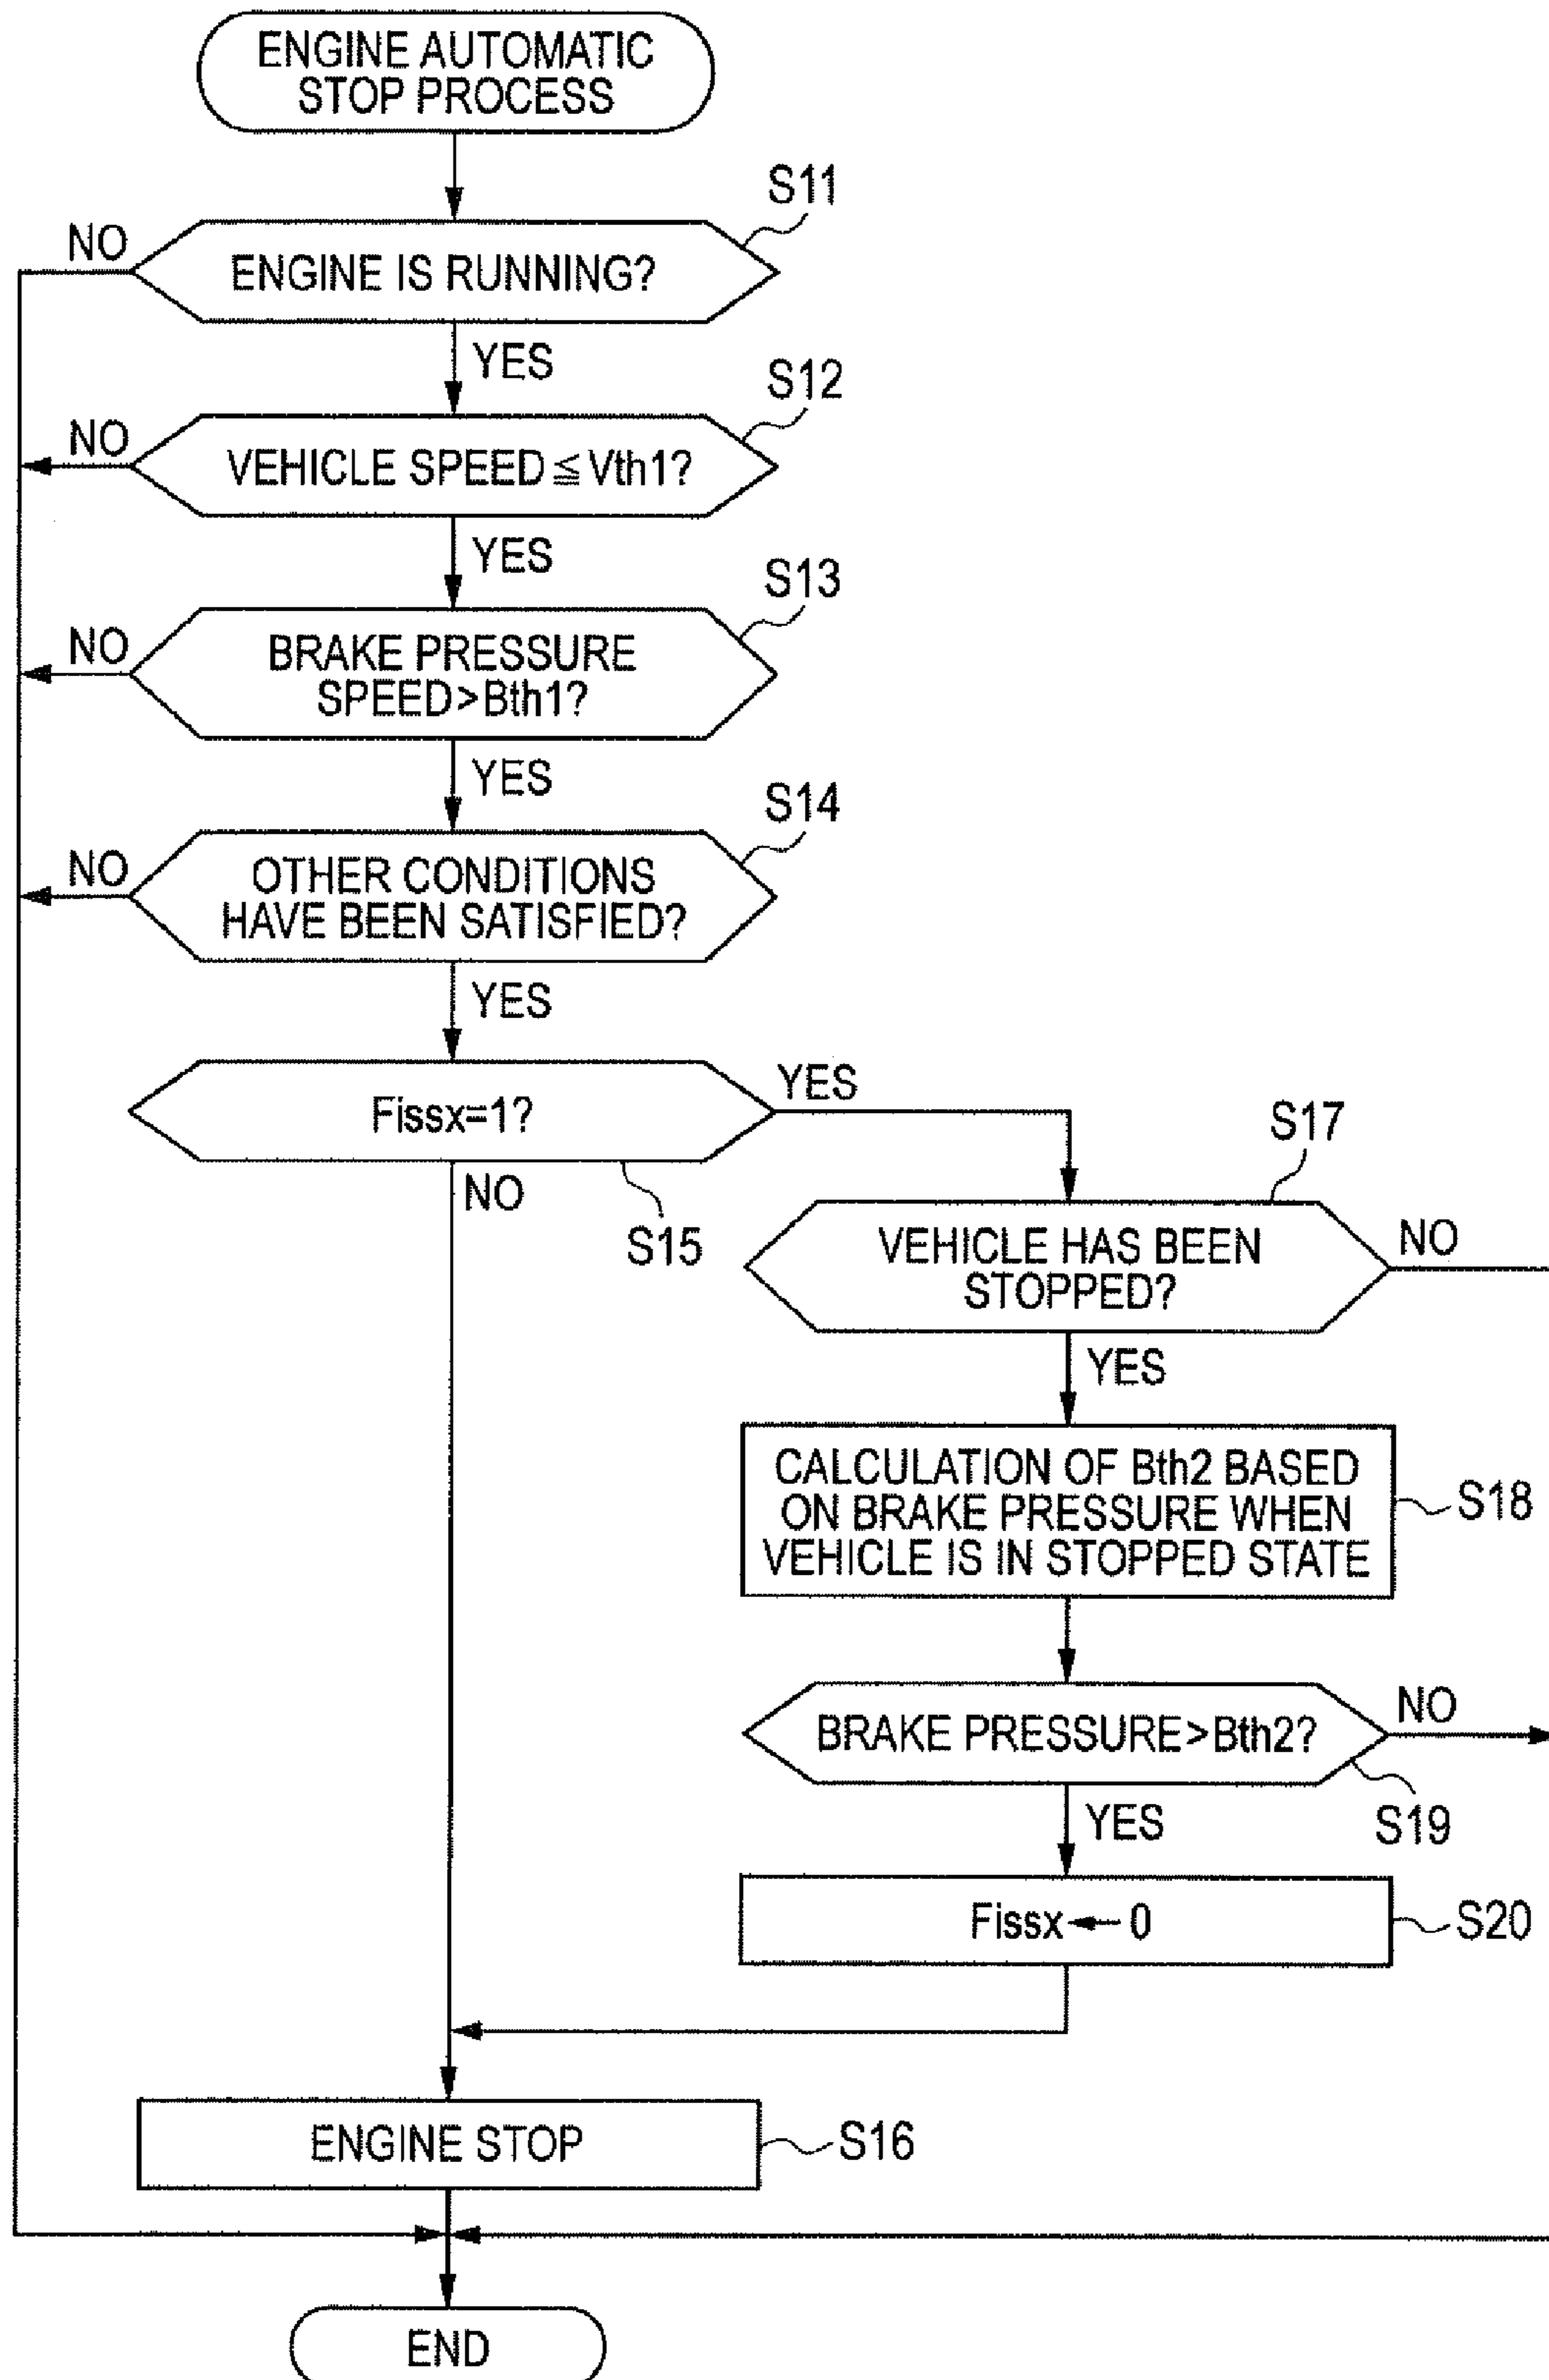 ENGINE AUTOMATIC
STOP PROCESS
S11
NO
ENGINE IS RUNNING?
YES
S12
NO
VEHICLE SPEED≦Vth1?
YES
S13
NO
BRAKE PRESSURE
SPEED>Bth1?
YES
S14
NO
OTHER CONDITIONS
HAVE BEEN SATISFIED?
YES
Fissx=1?
YES
NO
S15
S17
VEHICLE HAS BEEN
STOPPED?
NO
YES
CALCULATION OF Bth2 BASED
ON BRAKE PRESSURE WHEN
VEHICLE IS IN STOPPED STATE
S18
BRAKE PRESSURE>Bth2?
NO
S19
YES
Fissx←0
S20
ENGINE STOP
S16
END